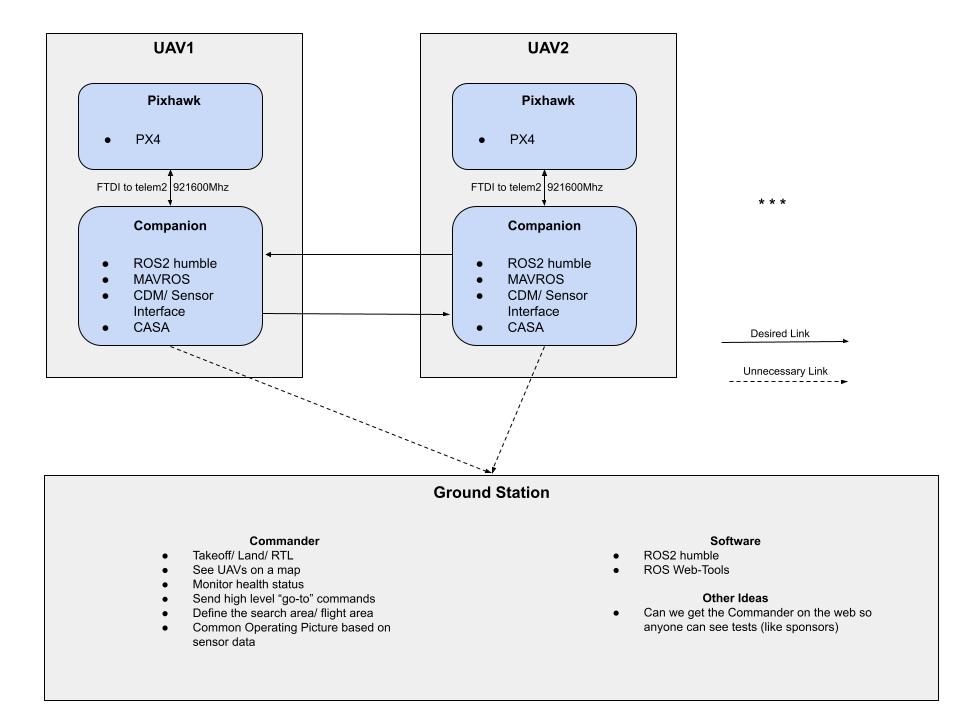 UAV1
Pixhawk
● PX4
FTDI to telem2 921600Mhz
Companion
● ROS2 humble
● MAVROS
● CDM/ Sensor
Interface
● CASA
UAV2
Pixhawk
● PX4
FTDI to telem2 921600Mhz
Companion
● ROS2 humble
● MAVROS
● CDM/ Sensor
Interface
● CASA
* * *
Desired Link
Unnecessary Link
Ground Station
Commander
● Takeoff/ Land/ RTL
● See UAVs on a map
● Monitor health status
● Send high level “go-to” commands
● Define the search area/ flight area
● Common Operating Picture based on
sensor data
Software
● ROS2 humble
● ROS Web-Tools
Other Ideas
● Can we get the Commander on the web so
anyone can see tests (like sponsors)